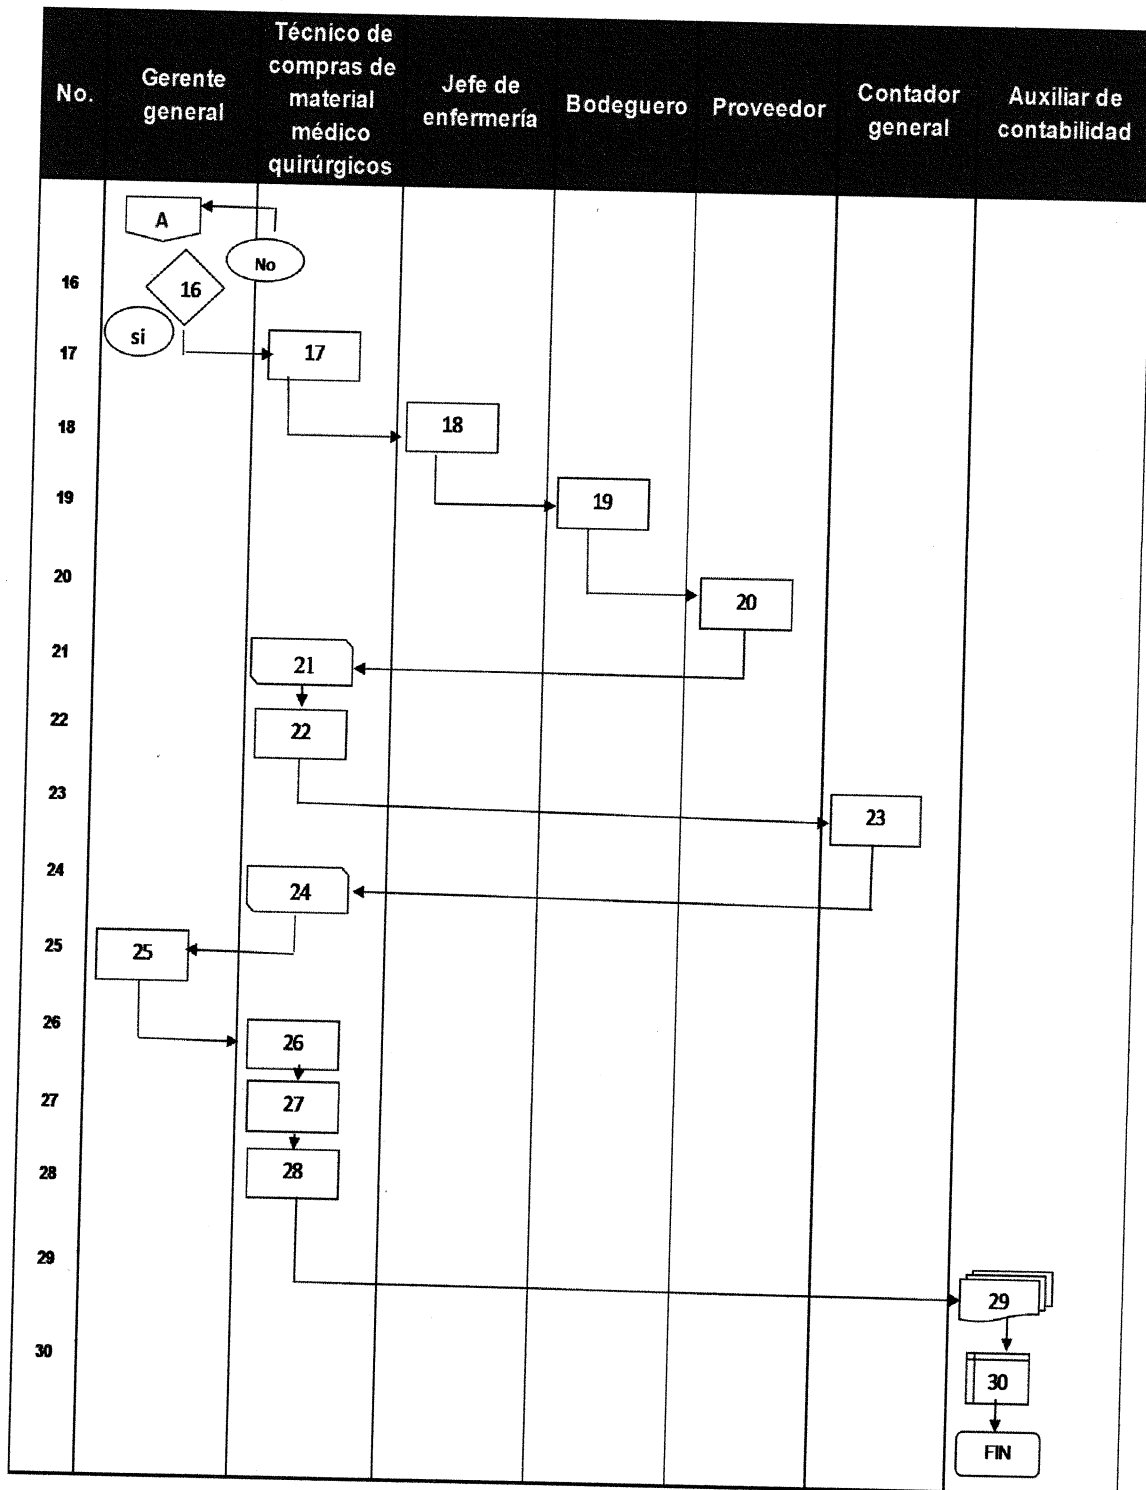 No.
Gerente
general
Técnico de
compras de
material
médico
quirúrgicos
Jefe de
enfermería
Bodeguero
Proveedor
Contador
general
Auxiliar de
contabilidad
A
No
16
16
si
17
17
18
18
19
19
20
20
21
21
22
22
23
23
24
24
25
25
26
26
27
27
28
28
29
29
30
30
FIN